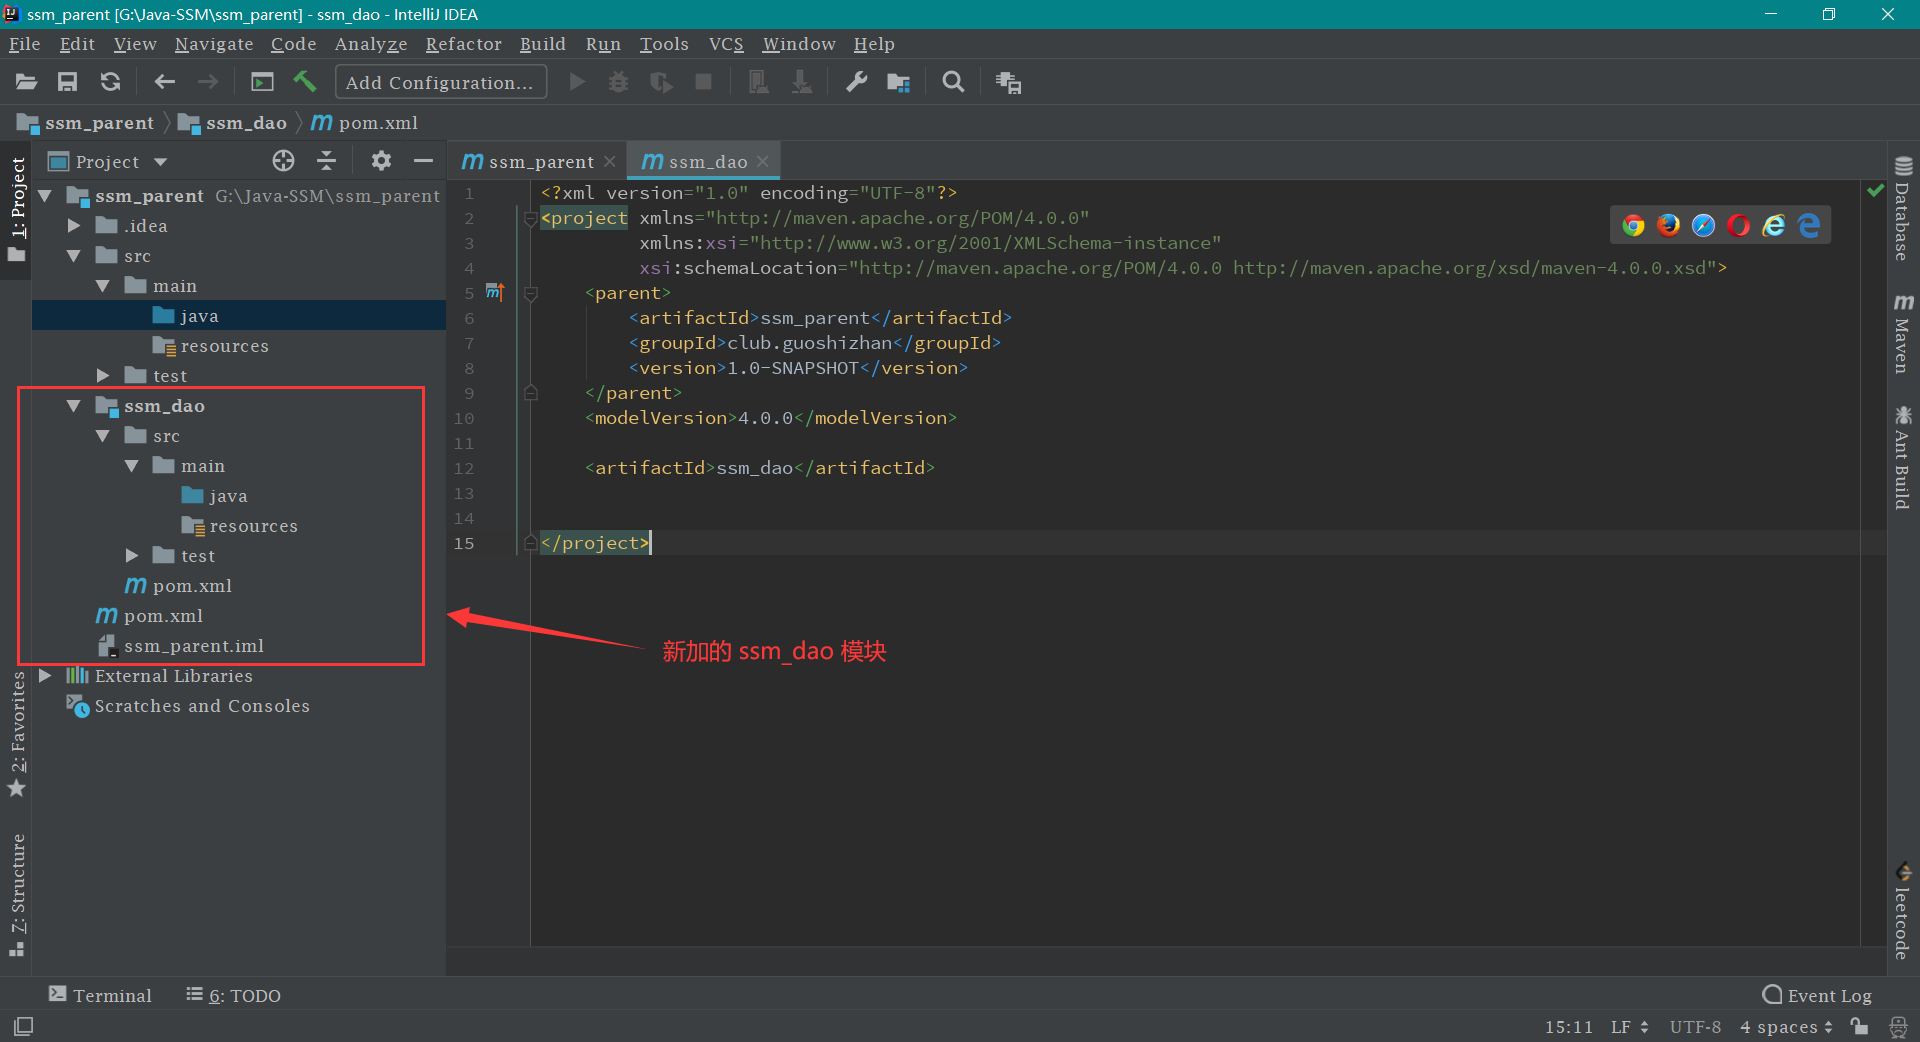 ssm_parent [G:\Java-SSM\ssm_parent] - ssm_dao - IntelliJ IDEA
File Edit View Navigate Code Analyze Refactor Build Run Tools VCS Window Help
Add Configuration...
ssm_parent ssm_dao m pom.xml
1: Project
Project
m ssm_parent
m ssm_dao
ssm_parent G:\Java-SSM\ssm_parent
.idea
src
main
java
resources
test
ssm_dao
src
main
java
resources
test
m pom.xml
m pom.xml
ssm_parent.iml
External Libraries
Scratches and Consoles
1 <?xml version="1.0" encoding="UTF-8"?>
2 <project xmlns="http://maven.apache.org/POM/4.0.0"
3 xmlns:xsi="http://www.w3.org/2001/XMLSchema-instance"
4 xsi:schemaLocation="http://maven.apache.org/POM/4.0.0 http://maven.apache.org/xsd/maven-4.0.0.xsd">
5 <parent>
6 <artifactId>ssm_parent</artifactId>
7 <groupId>club.guoshizhan</groupId>
8 <version>1.0-SNAPSHOT</version>
9 </parent>
10 <modelVersion>4.0.0</modelVersion>
11
12 <artifactId>ssm_dao</artifactId>
13
14
15 </project>
新加的 ssm_dao 模块
2: Favorites
Z: Structure
Database
m Maven
Ant Build
leetcode
Terminal
6: TODO
Event Log
15:11 LF UTF-8 4 spaces